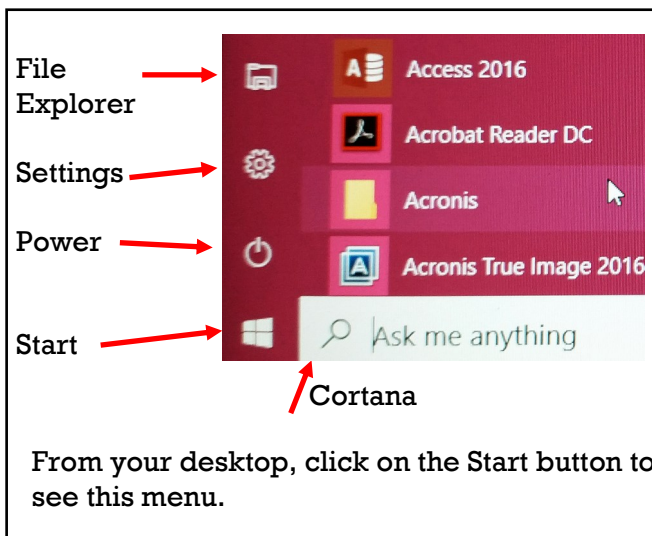 File
Explorer
Access 2016
Acrobat Reader DC
Settings
Acronis
Power
Acronis True Image 2016
Start
Ask me anything
Cortana
From your desktop, click on the Start button to
see this menu.